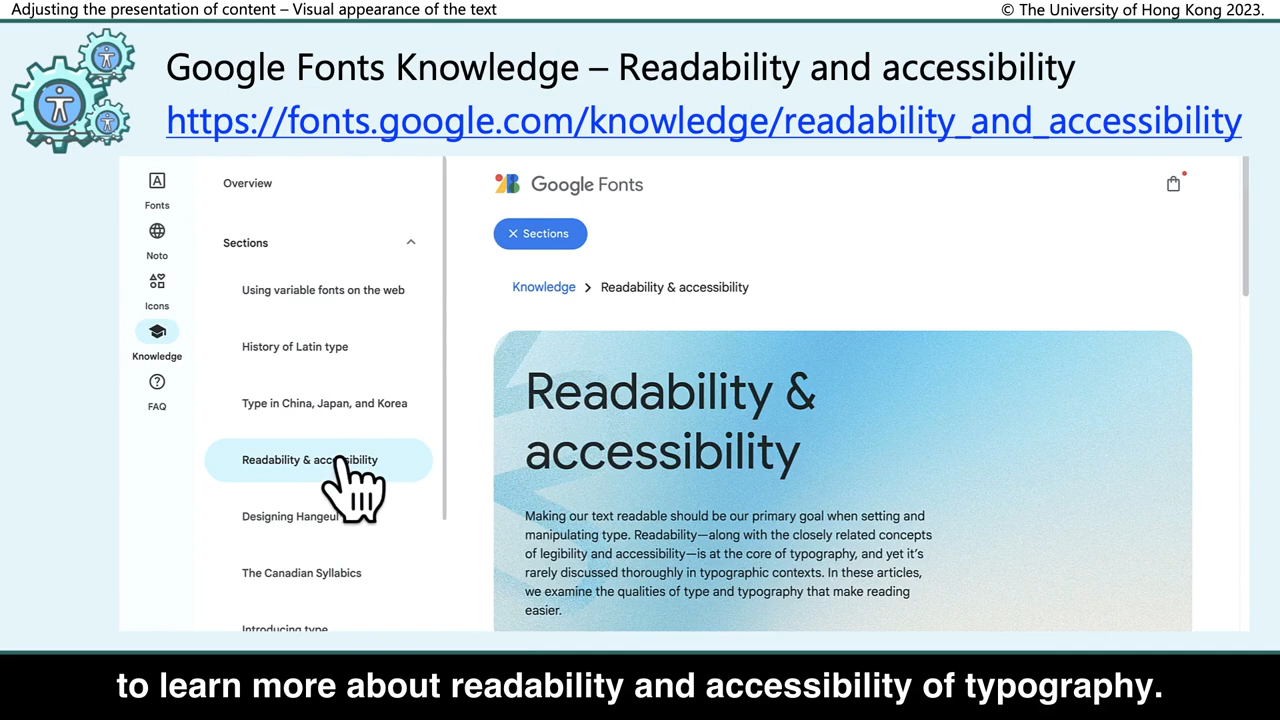 Adjusting the presentation of content – Visual appearance of the text
© The University of Hong Kong 2023.
Google Fonts Knowledge – Readability and accessibility
https://fonts.google.com/knowledge/readability_and_accessibility
Fonts
Noto
Icons
Knowledge
FAQ
Overview
Sections
Using variable fonts on the web
History of Latin type
Type in China, Japan, and Korea
Readability & accessibility
Designing Hangeul
The Canadian Syllabics
Introducing type
Google Fonts
× Sections
Knowledge > Readability & accessibility
Readability &
accessibility
Making our text readable should be our primary goal when setting and
manipulating type. Readability—along with the closely related concepts
of legibility and accessibility—is at the core of typography, and yet it’s
rarely discussed thoroughly in typographic contexts. In these articles,
we examine the qualities of type and typography that make reading
easier.
to learn more about readability and accessibility of typography.